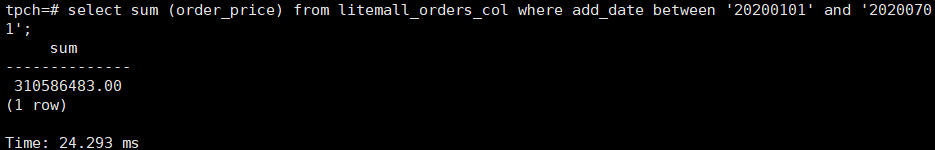 tpch=# select sum (order_price) from litemall_orders_col where add_date between '20200101' and '2020070
1';
sum
--------------
310586483.00
(1 row)
Time: 24.293 ms